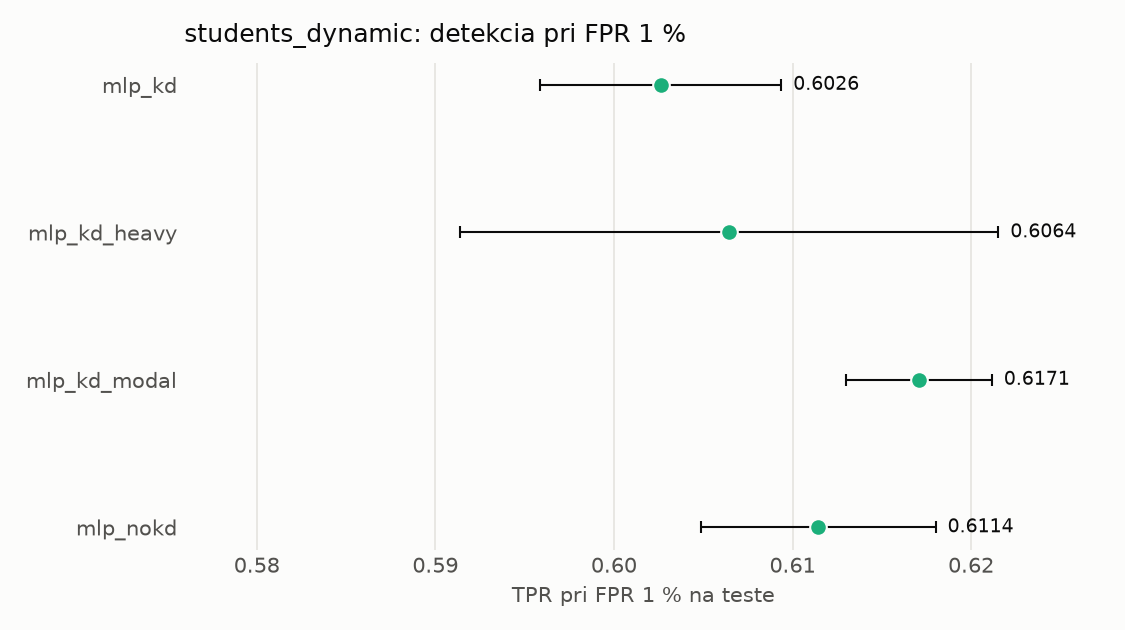 students_dynamic: detekcia pri FPR 1 %
mlp_kd
0.6026
mlp_kd_heavy
0.6064
mlp_kd_modal
0.6171
mlp_nokd
0.6114
0.58 0.59 0.60 0.61 0.62
TPR pri FPR 1 % na teste